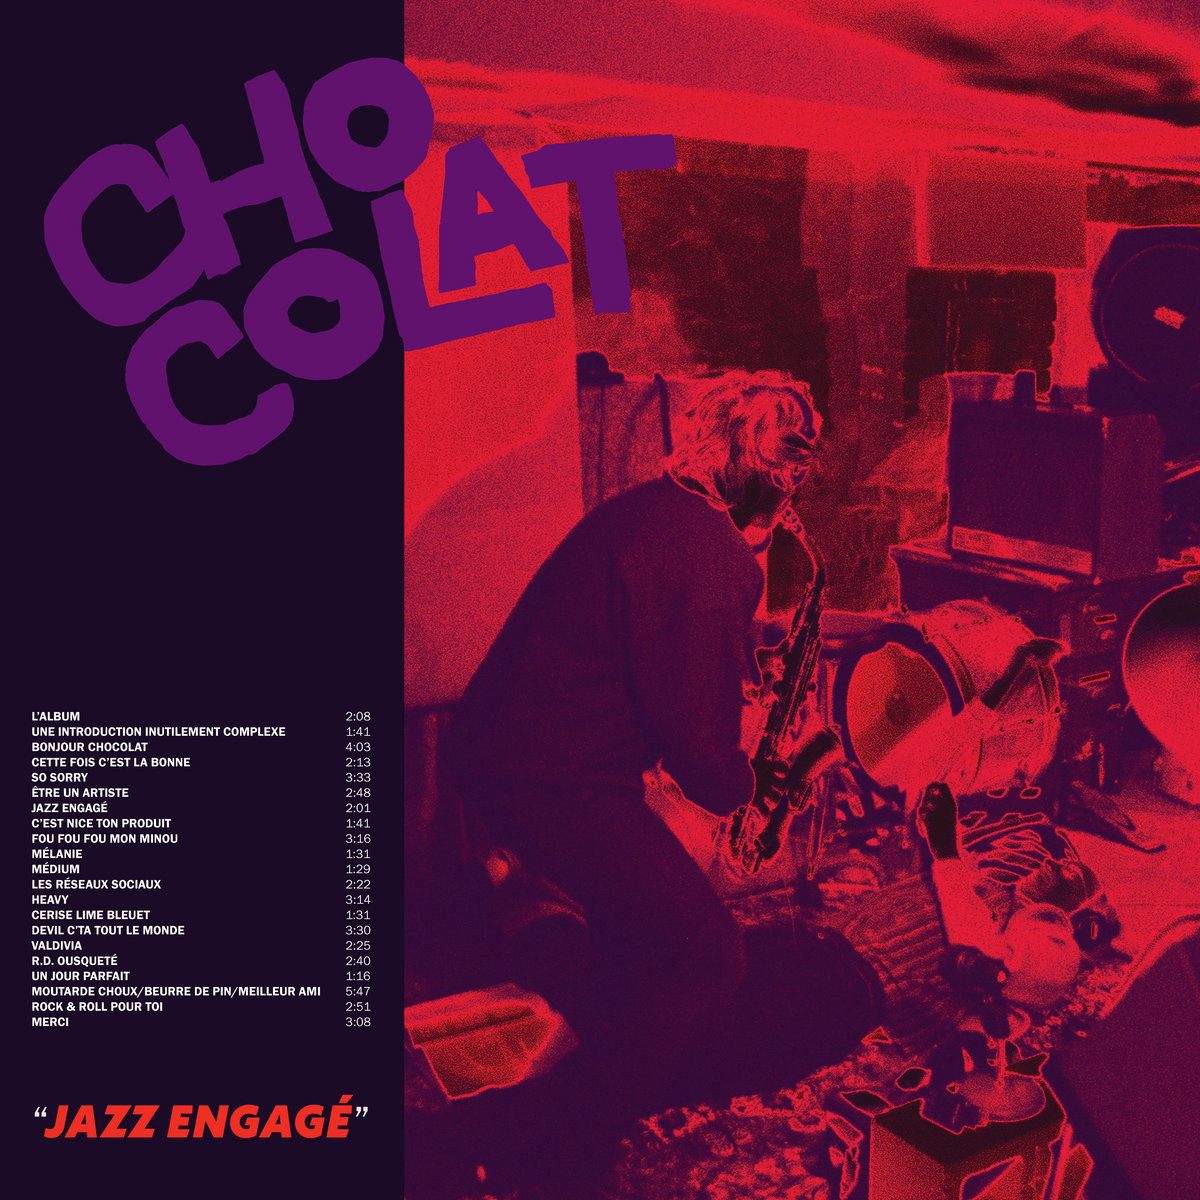 CHO
COLAT
L'ALBUM 2:08
UNE INTRODUCTION INUTILEMENT COMPLEXE 1:41
BONJOUR CHOCOLAT 4:03
CETTE FOIS C'EST LA BONNE 2:13
SO SORRY 3:33
ÊTRE UN ARTISTE 2:48
JAZZ ENGAGÉ 2:01
C'EST NICE TON PRODUIT 1:41
FOU FOU FOU MON MINOU 3:16
MÉLANIE 1:31
MÉDIUM 1:29
LES RÉSEAUX SOCIAUX 2:22
HEAVY 3:14
CERISE LIME BLEUET 1:31
DEVIL C'TA TOUT LE MONDE 3:30
VALDIVIA 2:25
R.D. OUSQUETÉ 2:40
UN JOUR PARFAIT 1:16
MOUTARDE CHOUX/BEURRE DE PIN/MEILLEUR AMI 5:47
ROCK & ROLL POUR TOI 2:51
MERCI 3:08
“JAZZ ENGAGÉ”